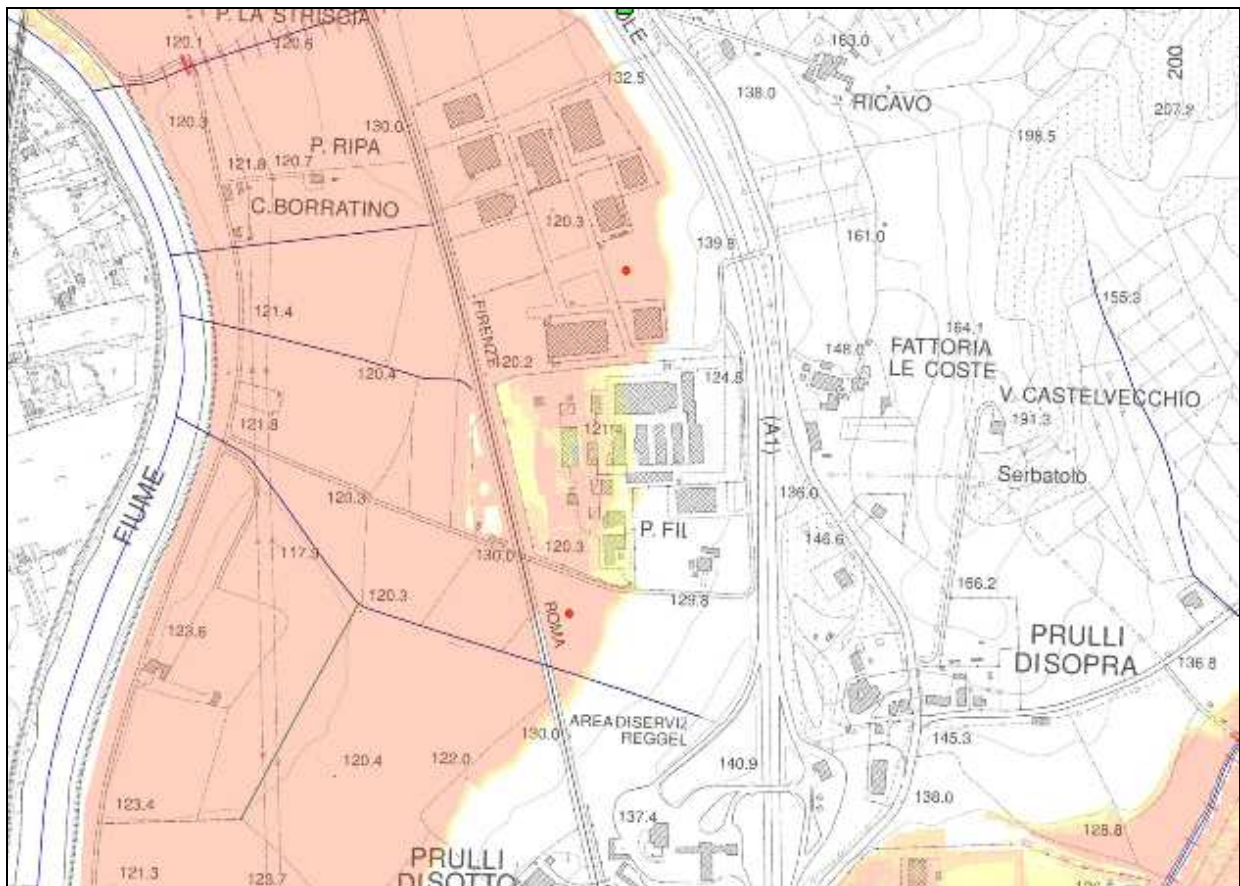 P. LA STRISCIA
OLE
120.1
120.6
163.0
200
132.5
138.0
RICAVO
207.2
120.3
130.0
198.5
P. RIPA
121.8
120.7
C. BORRATINO
120.3
139.8
161.0
155.3
121.4
FIRENZE
164.1
148.0
FATTORIA
LE COSTE
120.2
120.4
124.8
V. CASTELVECCHIO
191.3
121.8
(A1)
Serbatoio
120.3
136.0
FIUME
P. FIL
146.6
117.9
130.0
120.3
166.2
120.3
129.8
ROMA
123.6
PRULLI
DISOPRA
136.8
AREA DI SERVIZ
REGGEL
130.0
145.3
120.4
122.0
140.9
138.0
123.4
137.4
128.8
PRULLI
DISOTTO
121.3
123.7